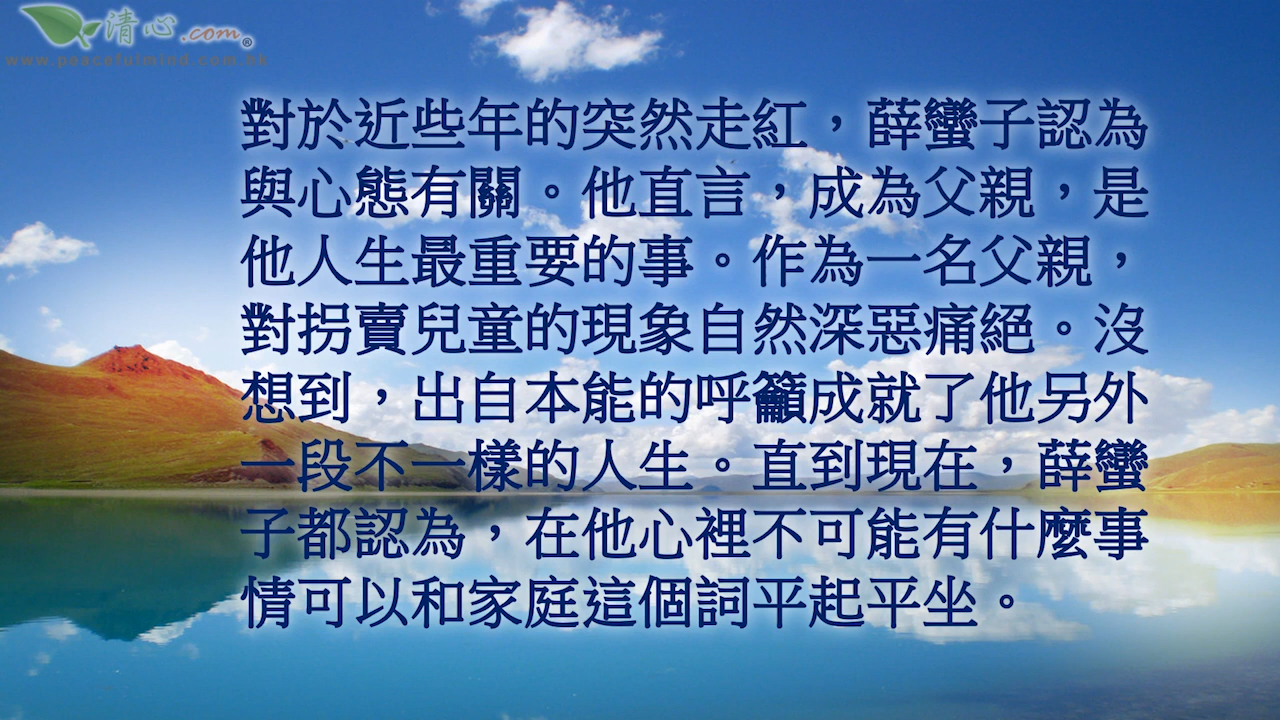 清心.com®
www.peacefulmind.com.hk
對於近些年的突然走紅，薛蠻子認為
與心態有關。他直言，成為父親，是
他人生最重要的事。作為一名父親，
對拐賣兒童的現象自然深惡痛絕。沒
想到，出自本能的呼籲成就了他另外
一段不一樣的人生。直到現在，薛蠻
子都認為，在他心裡不可能有什麼事
情可以和家庭這個詞平起平坐。